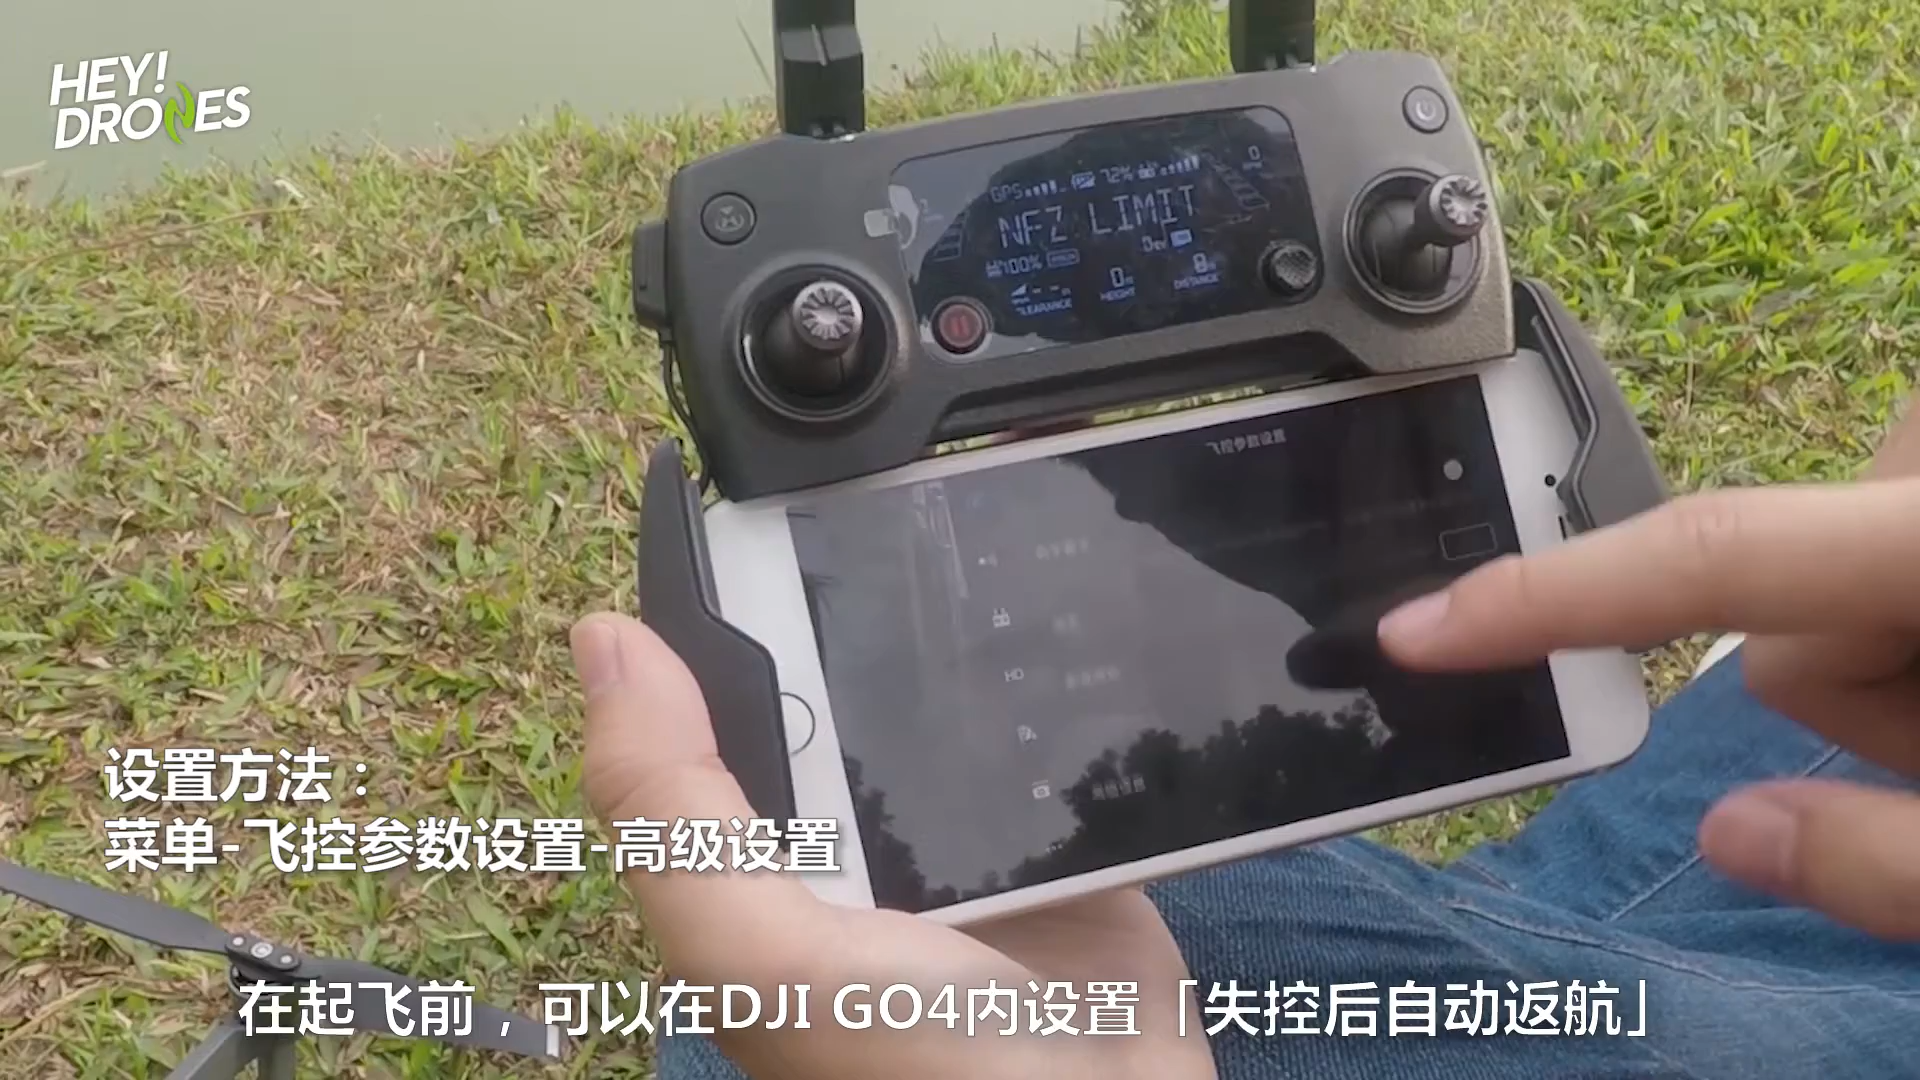 HEY!
DRONES
GPS 72% 0
NFZ LIMIT
100%
0m
HEIGHT
DISTANCE
飞控参数设置
HD
设置方法：
菜单-飞控参数设置-高级设置
在起飞前，可以在DJI GO4内设置「失控后自动返航」